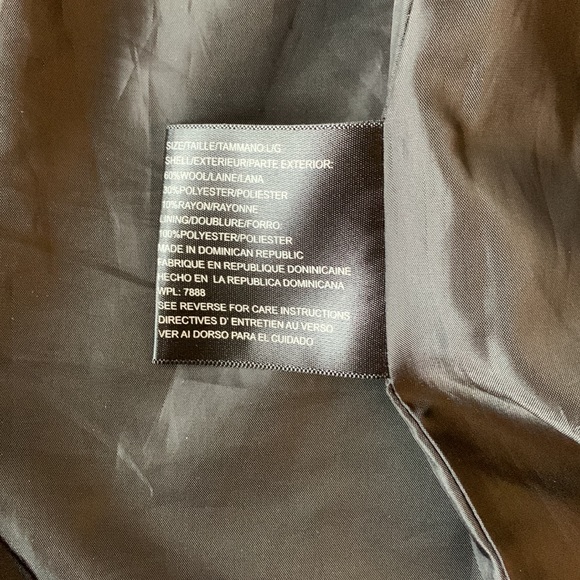 SIZE/TAILLE/TAMMANO:L/G
SHELL/EXTERIEUR/PARTE EXTERIOR:
60%WOOL/LAINE/LANA
30%POLYESTER/POLIESTER
10%RAYON/RAYONNE
LINING/DOUBLURE/FORRO:
100%POLYESTER/POLIESTER
MADE IN DOMINICAN REPUBLIC
FABRIQUE EN REPUBLIQUE DONINICAINE
HECHO EN LA REPUBLICA DOMINICANA
WPL: 7888
SEE REVERSE FOR CARE INSTRUCTIONS
DIRECTIVES D' ENTRETIEN AU VERSO
VER AI DORSO PARA EL CUIDADO